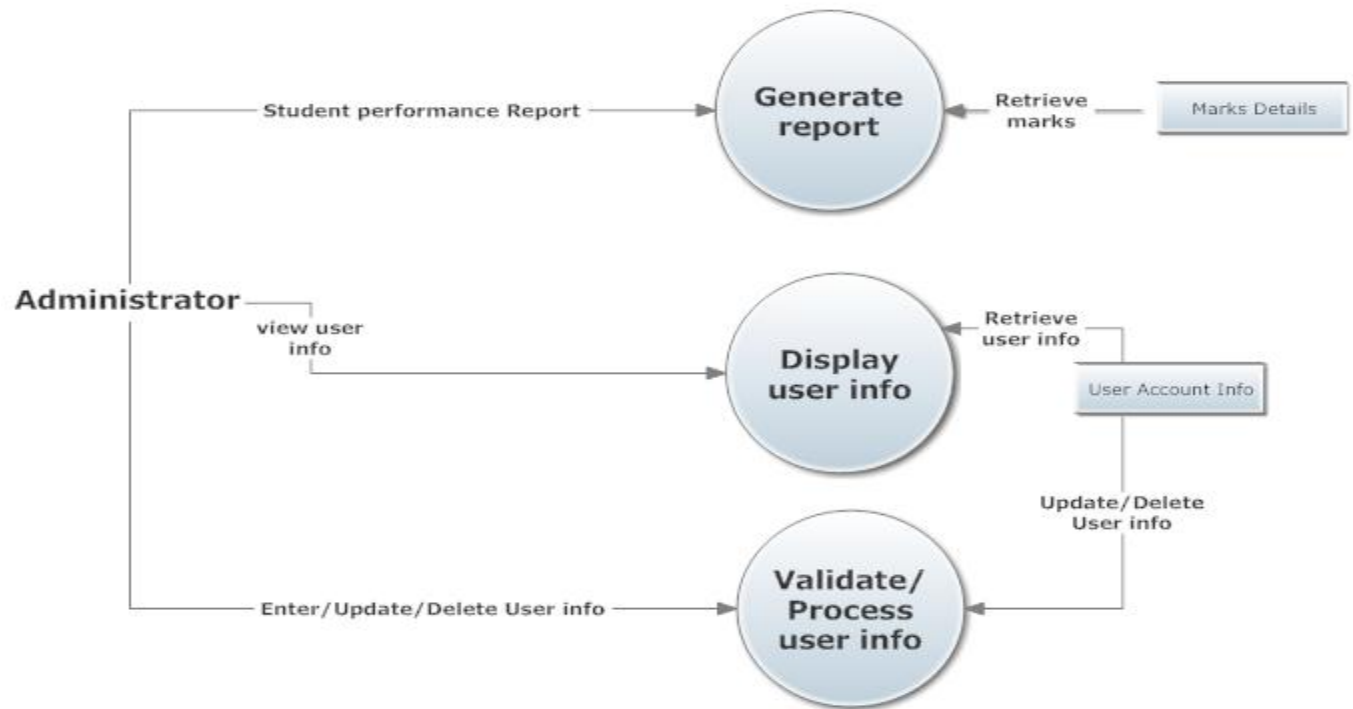 Generate
report
Student performance Report
Retrieve
marks
Marks Details
Administrator
view user
info
Display
user info
Retrieve
user info
User Account Info
Update/Delete
User info
Validate/
Process
user info
Enter/Update/Delete User info